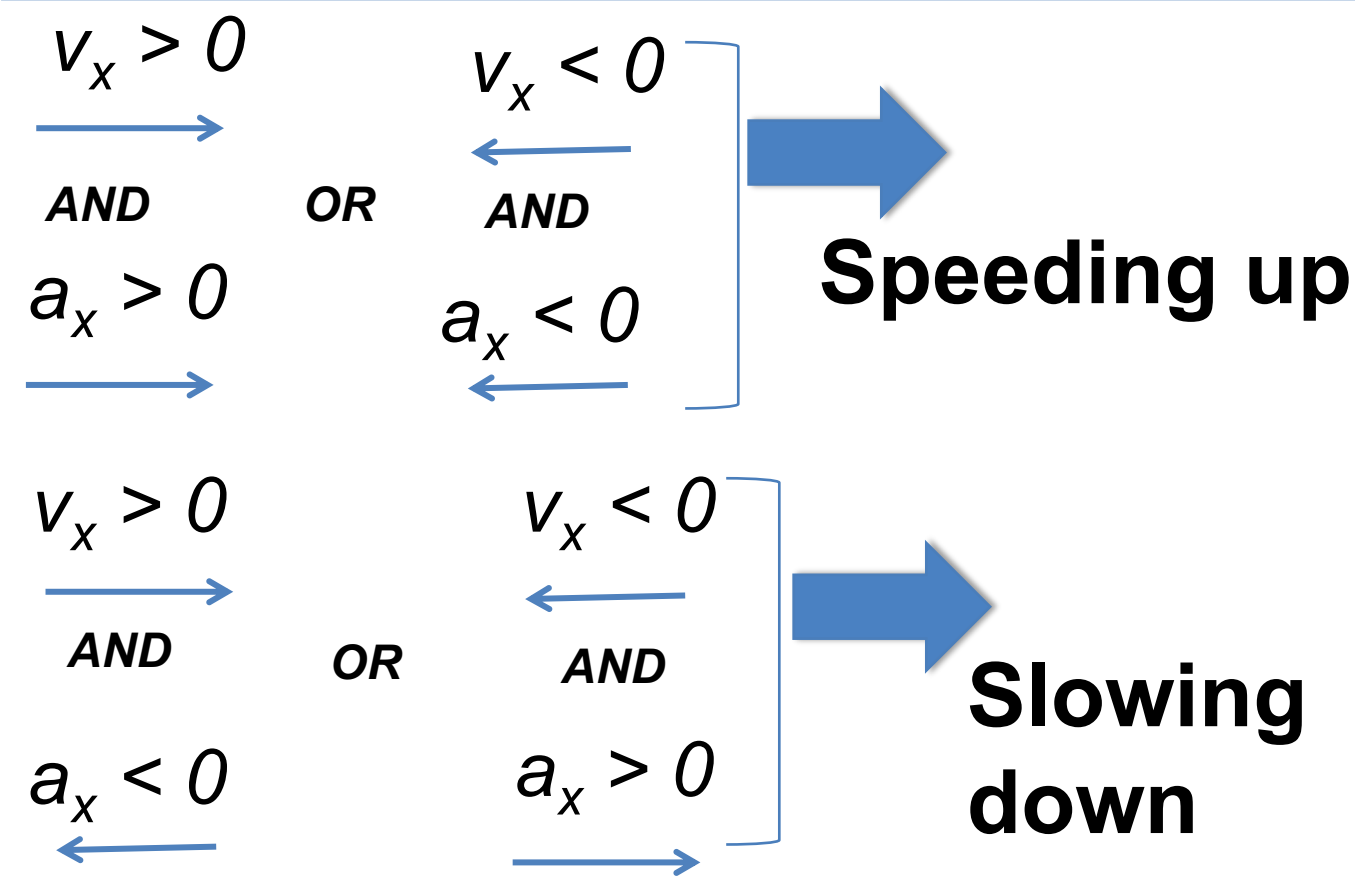 vₓ > 0 vₓ < 0
AND OR AND
aₓ > 0 aₓ < 0
Speeding up
vₓ > 0 vₓ < 0
AND OR AND
aₓ < 0 aₓ > 0
Slowing
down